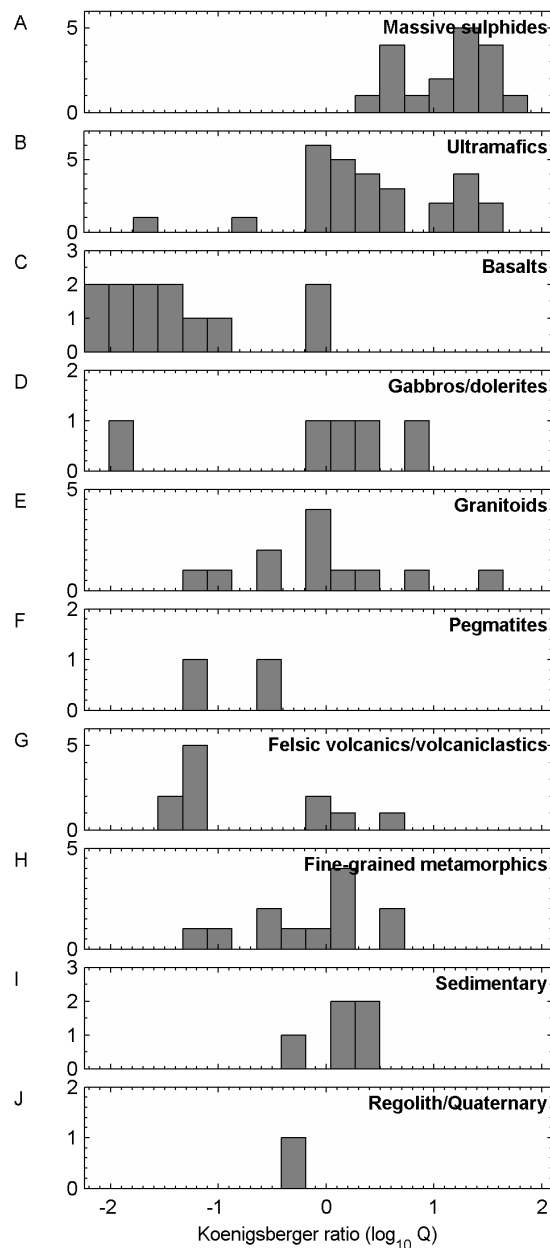 A
Massive sulphides
5
0
B
Ultramafics
5
0
C
Basalts
3
2
1
0
D
Gabbros/dolerites
2
1
0
E
Granitoids
5
0
F
Pegmatites
2
1
0
G
Felsic volcanics/volcaniclastics
5
0
H
Fine-grained metamorphics
5
0
I
Sedimentary
3
2
1
0
J
Regolith/Quaternary
2
1
0
-2 -1 0 1 2
Koenigsberger ratio (log10 Q)